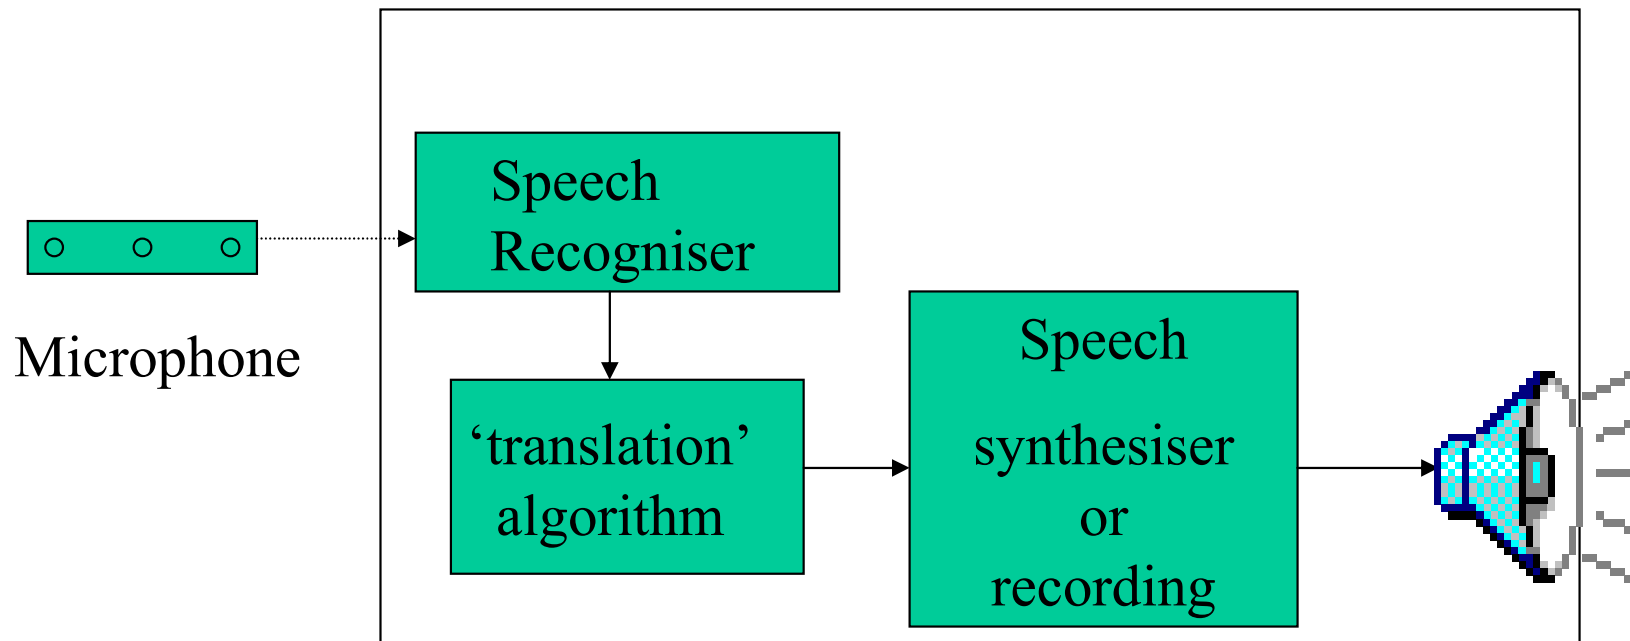 Speech
Recogniser
Microphone
‘translation’
algorithm
Speech
synthesiser
or
recording